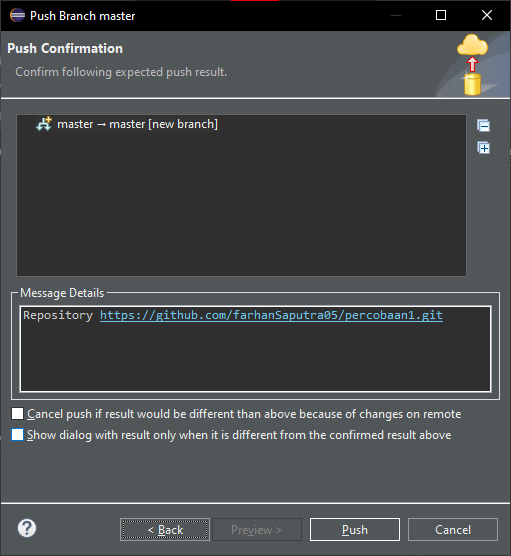 Push Branch master
Push Confirmation
Confirm following expected push result.
master → master [new branch]
Message Details
Repository https://github.com/farhanSaputra05/percobaan1.git
Cancel push if result would be different than above because of changes on remote
Show dialog with result only when it is different from the confirmed result above
< Back
Preview >
Push
Cancel